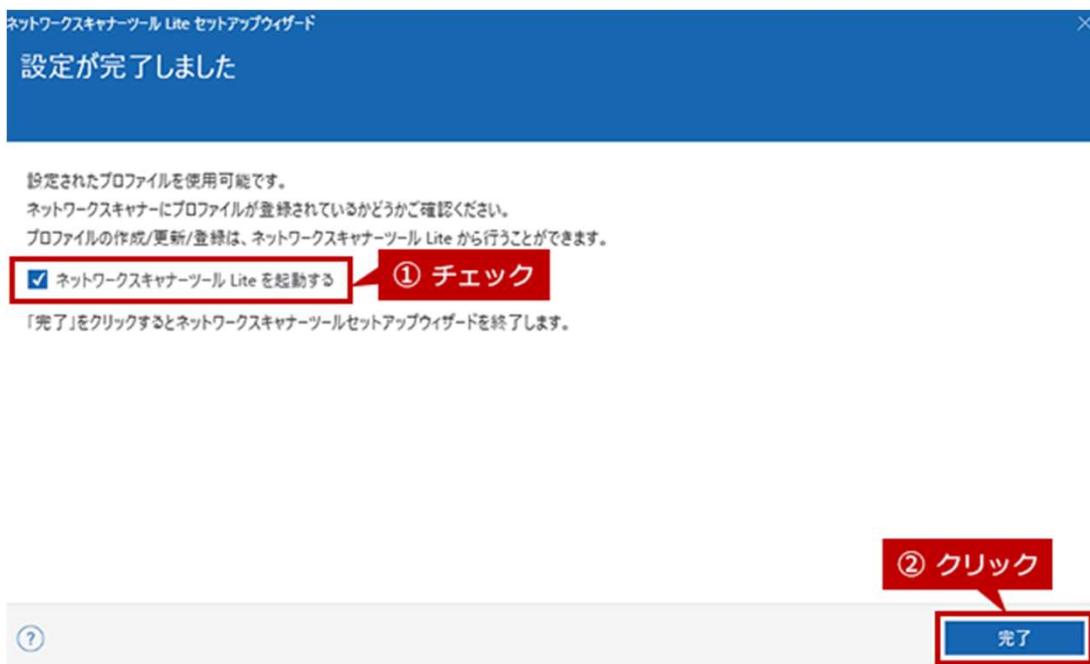 ネットワークスキャナーツール Lite セットアップウィザード
設定が完了しました
設定されたプロファイルを使用可能です。
ネットワークスキャナーにプロファイルが登録されているかどうかご確認ください。
プロファイルの作成/更新/登録は、ネットワークスキャナーツール Lite から行うことができます。
ネットワークスキャナーツール Lite を起動する
① チェック
「完了」をクリックするとネットワークスキャナーツールセットアップウィザードを終了します。
② クリック
?
完了